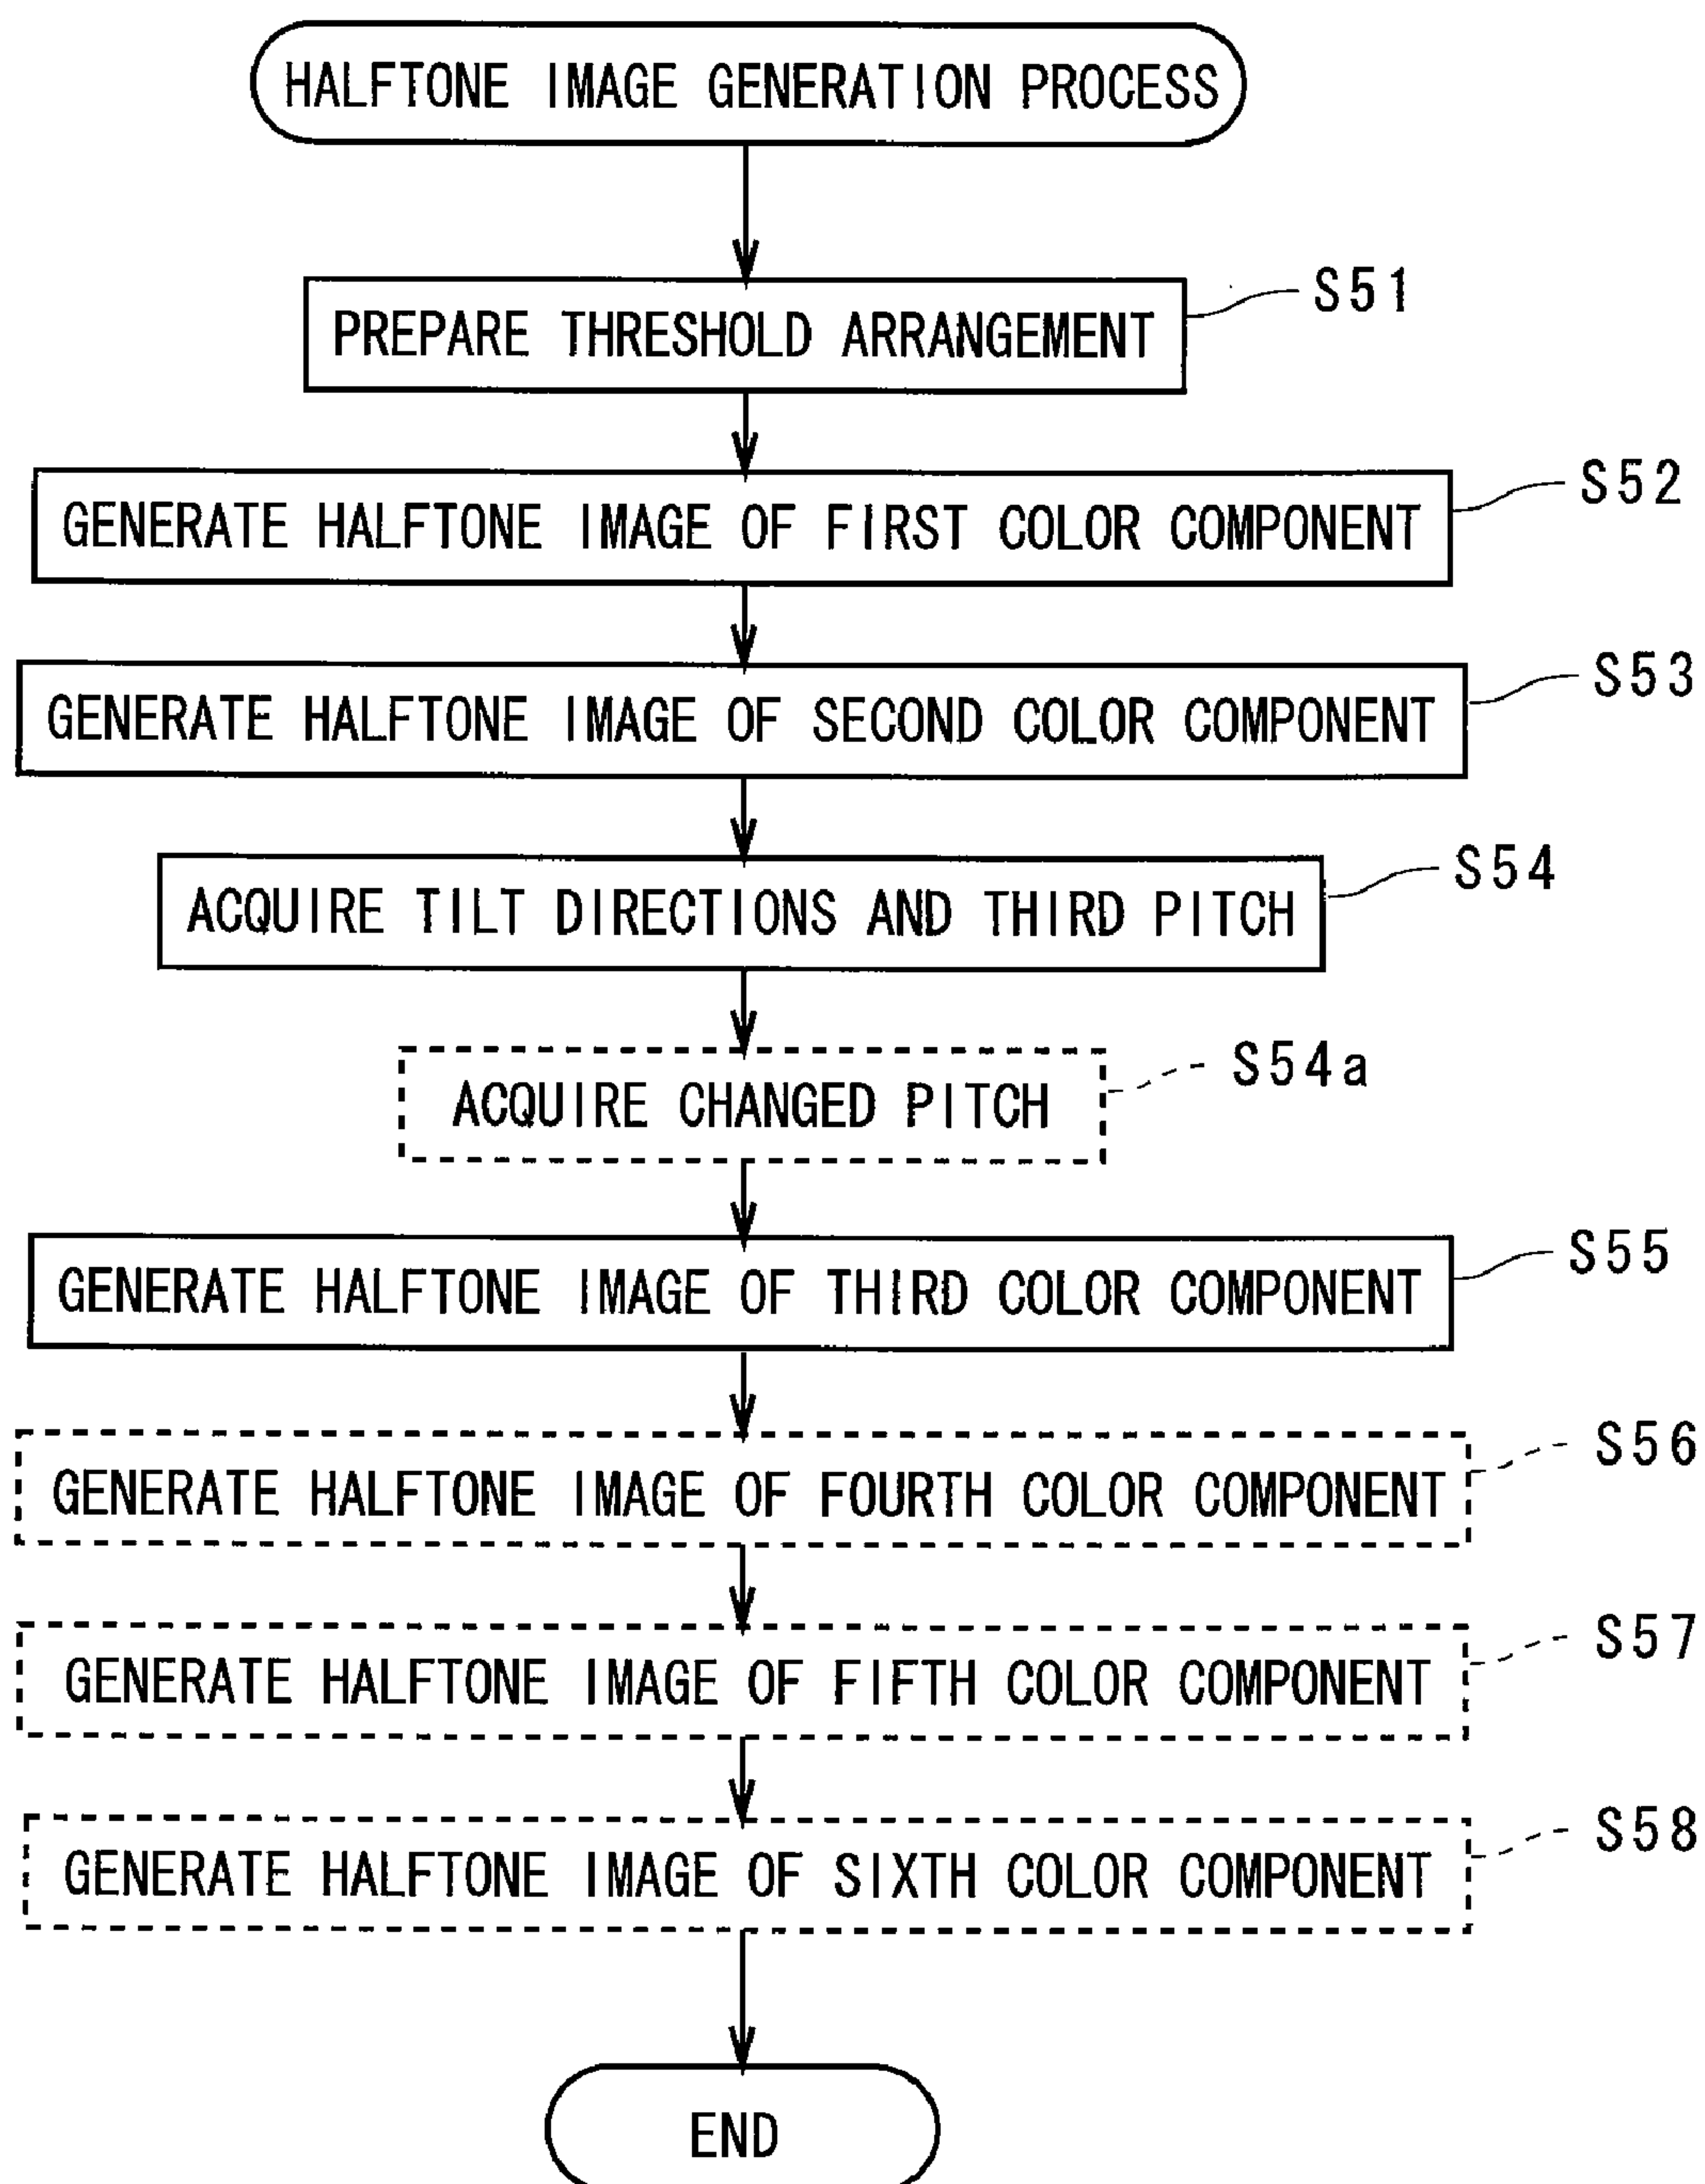 HALFTONE IMAGE GENERATION PROCESS
PREPARE THRESHOLD ARRANGEMENT
S51
GENERATE HALFTONE IMAGE OF FIRST COLOR COMPONENT
S52
GENERATE HALFTONE IMAGE OF SECOND COLOR COMPONENT
S53
ACQUIRE TILT DIRECTIONS AND THIRD PITCH
S54
ACQUIRE CHANGED PITCH
S54a
GENERATE HALFTONE IMAGE OF THIRD COLOR COMPONENT
S55
GENERATE HALFTONE IMAGE OF FOURTH COLOR COMPONENT
S56
GENERATE HALFTONE IMAGE OF FIFTH COLOR COMPONENT
S57
GENERATE HALFTONE IMAGE OF SIXTH COLOR COMPONENT
S58
END